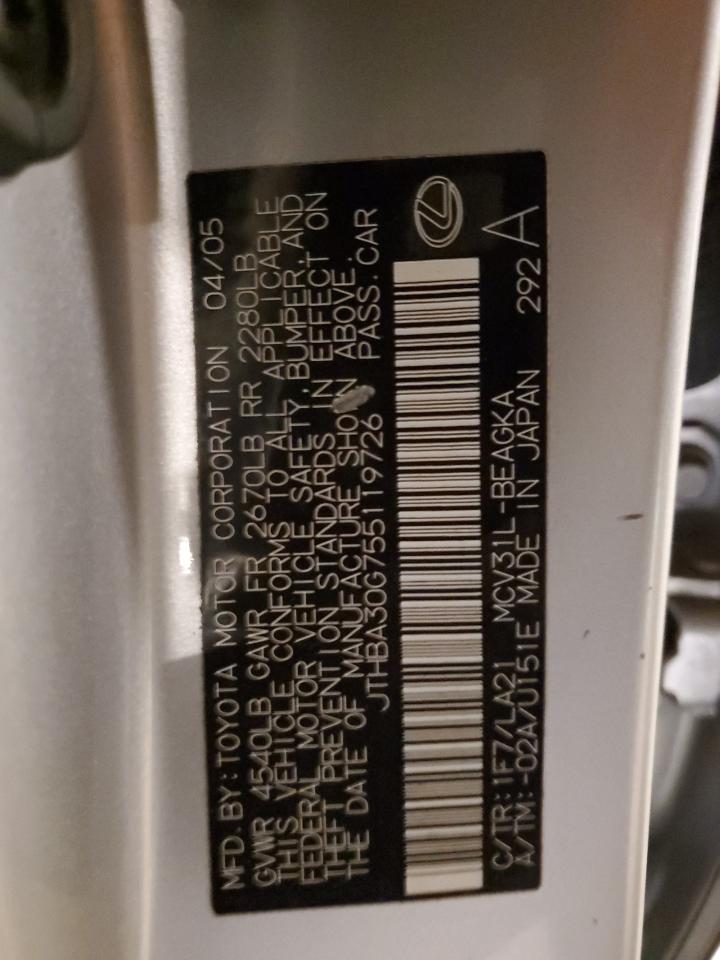 MFD. BY: TOYOTA MOTOR CORPORATION 04/05
GVWR 4540LB GAWR FR 2670LB RR 2280LB
THIS VEHICLE CONFORMS TO ALL APPLICABLE
FEDERAL MOTOR VEHICLE SAFETY, BUMPER, AND
THEFT PREVENTION STANDARDS IN EFFECT ON
THE DATE OF MANUFACTURE SHOWN ABOVE.
JTHBA30G755119726 PASS. CAR
C/TR: 1F7/LA21 MCV31L-BEAGKA
A/TM: -02A/U151E MADE IN JAPAN 292 A